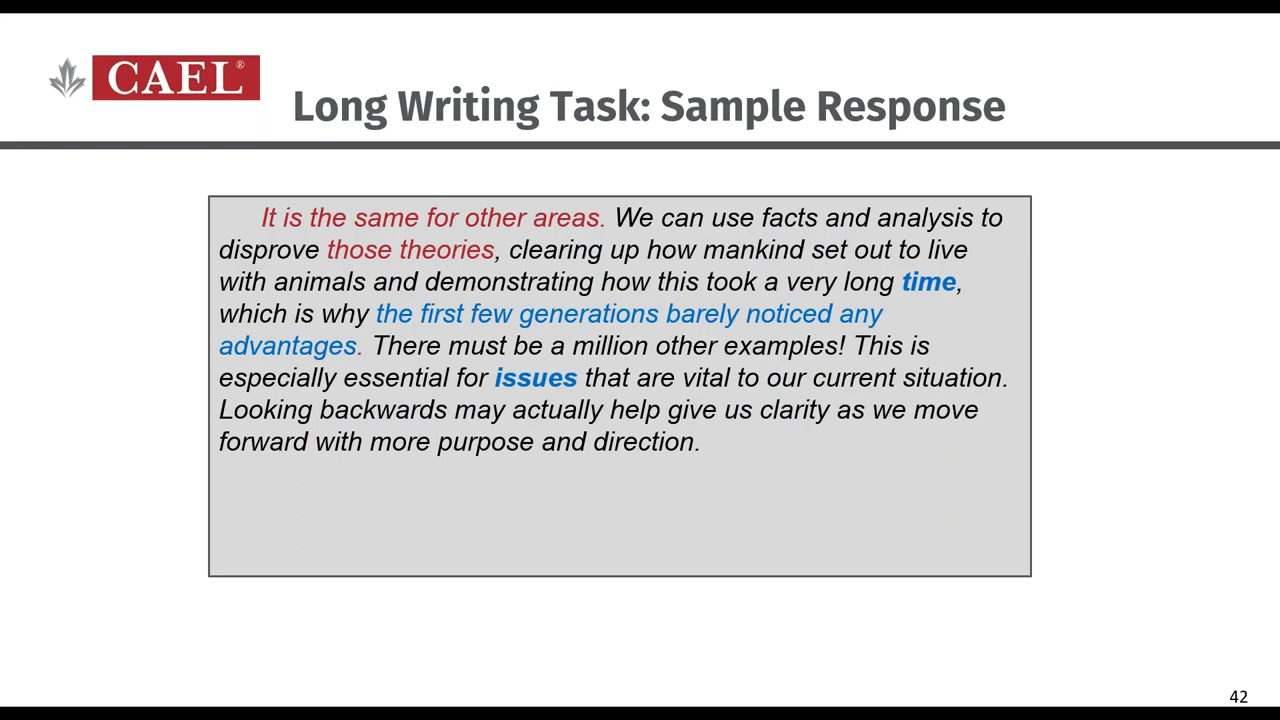 CAEL®
Long Writing Task: Sample Response
It is the same for other areas. We can use facts and analysis to
disprove those theories, clearing up how mankind set out to live
with animals and demonstrating how this took a very long time,
which is why the first few generations barely noticed any
advantages. There must be a million other examples! This is
especially essential for issues that are vital to our current situation.
Looking backwards may actually help give us clarity as we move
forward with more purpose and direction.
42